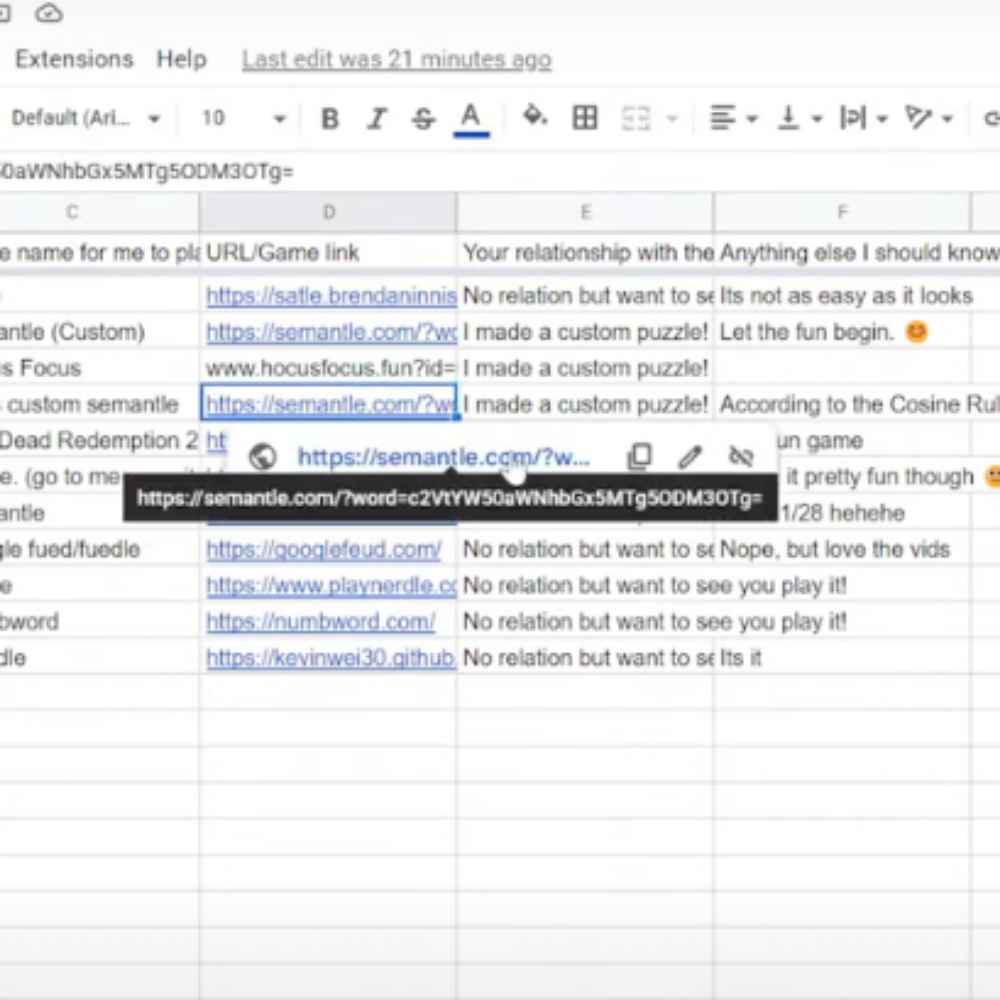 Extensions Help Last edit was 21 minutes ago
Default (Ari... 10 B I S A
50aWNhbGx5MTg5ODM3OTg=
C D E F
e name for me to pla URL/Game link Your relationship with the Anything else I should know
https://satle.brendaninnis No relation but want to se Its not as easy as it looks
antle (Custom) https://semantle.com/?wo I made a custom puzzle! Let the fun begin. 😊
s Focus www.hocusfocus.fun?id= I made a custom puzzle!
custom semantle https://semantle.com/?wo I made a custom puzzle! According to the Cosine Rul
Dead Redemption 2 ht un game
https://semantle.com/?w...
e. (go to me it pretty fun though
https://semantle.com/?word=c2VtYW50aWNhbGx5MTg5ODM3OTg=
antle 1/28 hehehe
gle fued/fuedle https://googlefeud.com/ No relation but want to se Nope, but love the vids
e https://www.playnerdle.co No relation but want to see you play it!
bword https://numbword.com/ No relation but want to see you play it!
dle https://kevinwei30.github. No relation but want to se Its it